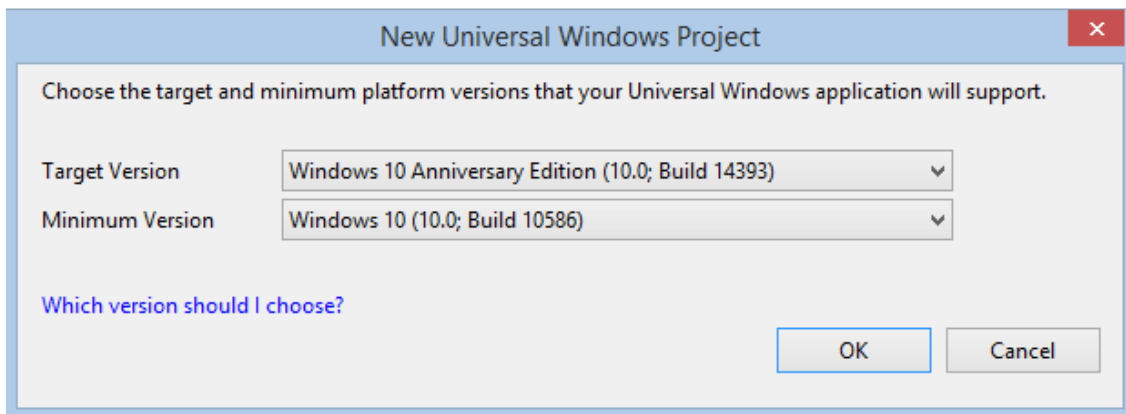 New Universal Windows Project
Choose the target and minimum platform versions that your Universal Windows application will support.
Target Version Windows 10 Anniversary Edition (10.0; Build 14393)
Minimum Version Windows 10 (10.0; Build 10586)
Which version should I choose?
OK Cancel